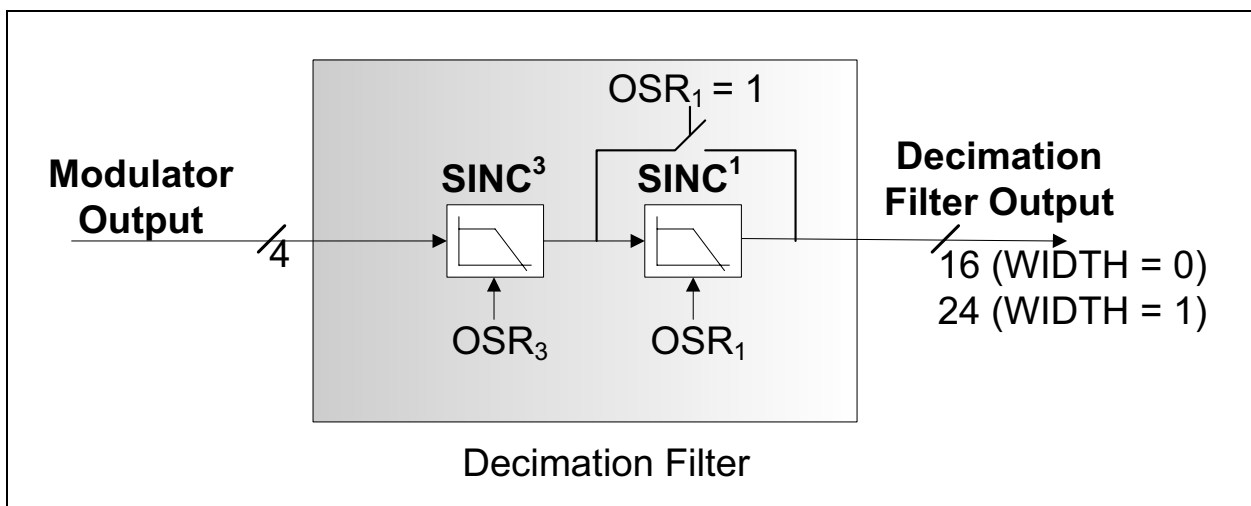 OSR₁ = 1
Modulator
Output
4
SINC³
SINC¹
OSR₃
OSR₁
Decimation
Filter Output
16 (WIDTH = 0)
24 (WIDTH = 1)
Decimation Filter